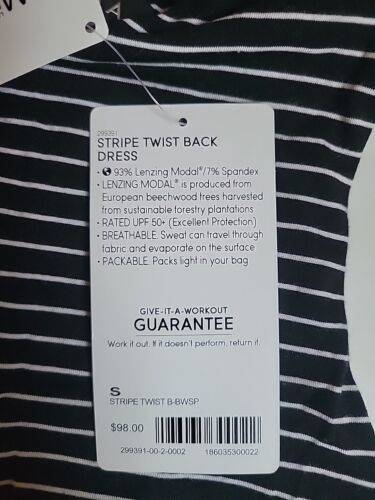 299391
STRIPE TWIST BACK
DRESS
• 93% Lenzing Modal®/7% Spandex
• LENZING MODAL® is produced from
European beechwood trees harvested
from sustainable forestry plantations
• RATED UPF 50+ (Excellent Protection)
• BREATHABLE. Sweat can travel through
fabric and evaporate on the surface
• PACKABLE. Packs light in your bag
GIVE-IT-A-WORKOUT
GUARANTEE
Work it out. If it doesn't perform, return it.
S
STRIPE TWIST B-BWSP
$98.00
299391-00-2-0002
186035300022